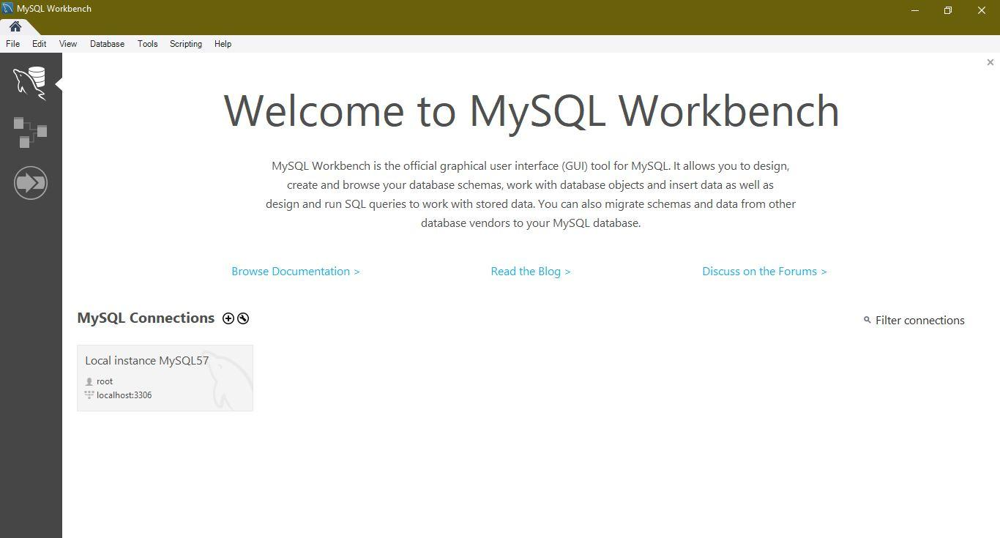 MySQL Workbench
File Edit View Database Tools Scripting Help
Welcome to MySQL Workbench
MySQL Workbench is the official graphical user interface (GUI) tool for MySQL. It allows you to design,
create and browse your database schemas, work with database objects and insert data as well as
design and run SQL queries to work with stored data. You can also migrate schemas and data from other
database vendors to your MySQL database.
Browse Documentation > Read the Blog > Discuss on the Forums >
MySQL Connections Filter connections
Local instance MySQL57
root
localhost:3306